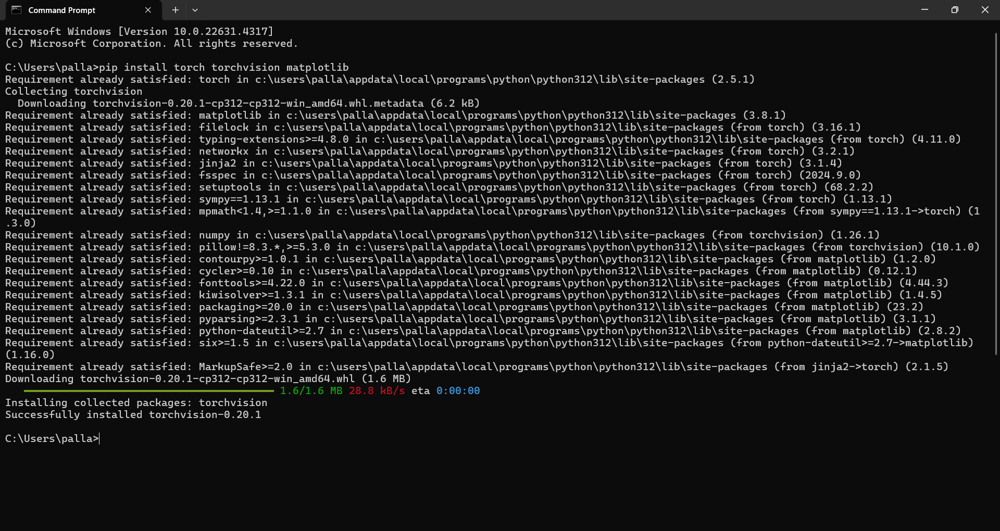 Command Prompt
Microsoft Windows [Version 10.0.22631.4317]
(c) Microsoft Corporation. All rights reserved.
C:\Users\palla>pip install torch torchvision matplotlib
Requirement already satisfied: torch in c:\users\palla\appdata\local\programs\python\python312\lib\site-packages (2.5.1)
Collecting torchvision
  Downloading torchvision-0.20.1-cp312-cp312-win_amd64.whl.metadata (6.2 kB)
Requirement already satisfied: matplotlib in c:\users\palla\appdata\local\programs\python\python312\lib\site-packages (3.8.1)
Requirement already satisfied: filelock in c:\users\palla\appdata\local\programs\python\python312\lib\site-packages (from torch) (3.16.1)
Requirement already satisfied: typing-extensions>=4.8.0 in c:\users\palla\appdata\local\programs\python\python312\lib\site-packages (from torch) (4.11.0)
Requirement already satisfied: networkx in c:\users\palla\appdata\local\programs\python\python312\lib\site-packages (from torch) (3.2.1)
Requirement already satisfied: jinja2 in c:\users\palla\appdata\local\programs\python\python312\lib\site-packages (from torch) (3.1.4)
Requirement already satisfied: fsspec in c:\users\palla\appdata\local\programs\python\python312\lib\site-packages (from torch) (2024.9.0)
Requirement already satisfied: setuptools in c:\users\palla\appdata\local\programs\python\python312\lib\site-packages (from torch) (68.2.2)
Requirement already satisfied: sympy==1.13.1 in c:\users\palla\appdata\local\programs\python\python312\lib\site-packages (from torch) (1.13.1)
Requirement already satisfied: mpmath<1.4,>=1.1.0 in c:\users\palla\appdata\local\programs\python\python312\lib\site-packages (from sympy==1.13.1->torch) (1
.3.0)
Requirement already satisfied: numpy in c:\users\palla\appdata\local\programs\python\python312\lib\site-packages (from torchvision) (1.26.1)
Requirement already satisfied: pillow!=8.3.*,>=5.3.0 in c:\users\palla\appdata\local\programs\python\python312\lib\site-packages (from torchvision) (10.1.0)
Requirement already satisfied: contourpy>=1.0.1 in c:\users\palla\appdata\local\programs\python\python312\lib\site-packages (from matplotlib) (1.2.0)
Requirement already satisfied: cycler>=0.10 in c:\users\palla\appdata\local\programs\python\python312\lib\site-packages (from matplotlib) (0.12.1)
Requirement already satisfied: fonttools>=4.22.0 in c:\users\palla\appdata\local\programs\python\python312\lib\site-packages (from matplotlib) (4.44.3)
Requirement already satisfied: kiwisolver>=1.3.1 in c:\users\palla\appdata\local\programs\python\python312\lib\site-packages (from matplotlib) (1.4.5)
Requirement already satisfied: packaging>=20.0 in c:\users\palla\appdata\local\programs\python\python312\lib\site-packages (from matplotlib) (23.2)
Requirement already satisfied: pyparsing>=2.3.1 in c:\users\palla\appdata\local\programs\python\python312\lib\site-packages (from matplotlib) (3.1.1)
Requirement already satisfied: python-dateutil>=2.7 in c:\users\palla\appdata\local\programs\python\python312\lib\site-packages (from matplotlib) (2.8.2)
Requirement already satisfied: six>=1.5 in c:\users\palla\appdata\local\programs\python\python312\lib\site-packages (from python-dateutil>=2.7->matplotlib)
(1.16.0)
Requirement already satisfied: MarkupSafe>=2.0 in c:\users\palla\appdata\local\programs\python\python312\lib\site-packages (from jinja2->torch) (2.1.5)
Downloading torchvision-0.20.1-cp312-cp312-win_amd64.whl (1.6 MB)
1.6/1.6 MB 28.8 kB/s eta 0:00:00
Installing collected packages: torchvision
Successfully installed torchvision-0.20.1
C:\Users\palla>